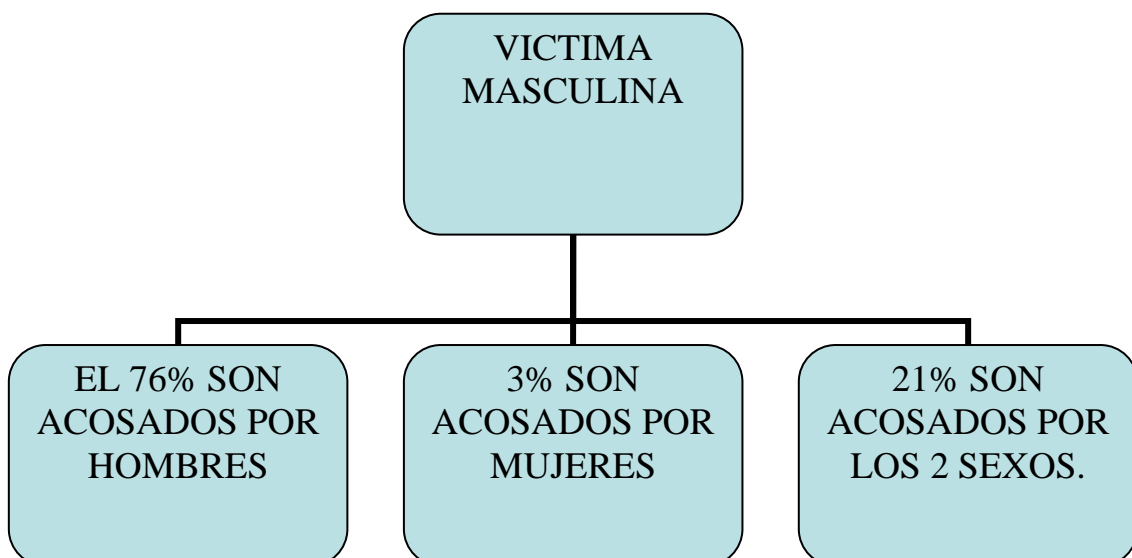 VICTIMA
MASCULINA
EL 76% SON
ACOSADOS POR
HOMBRES
3% SON
ACOSADOS POR
MUJERES
21% SON
ACOSADOS POR
LOS 2 SEXOS.